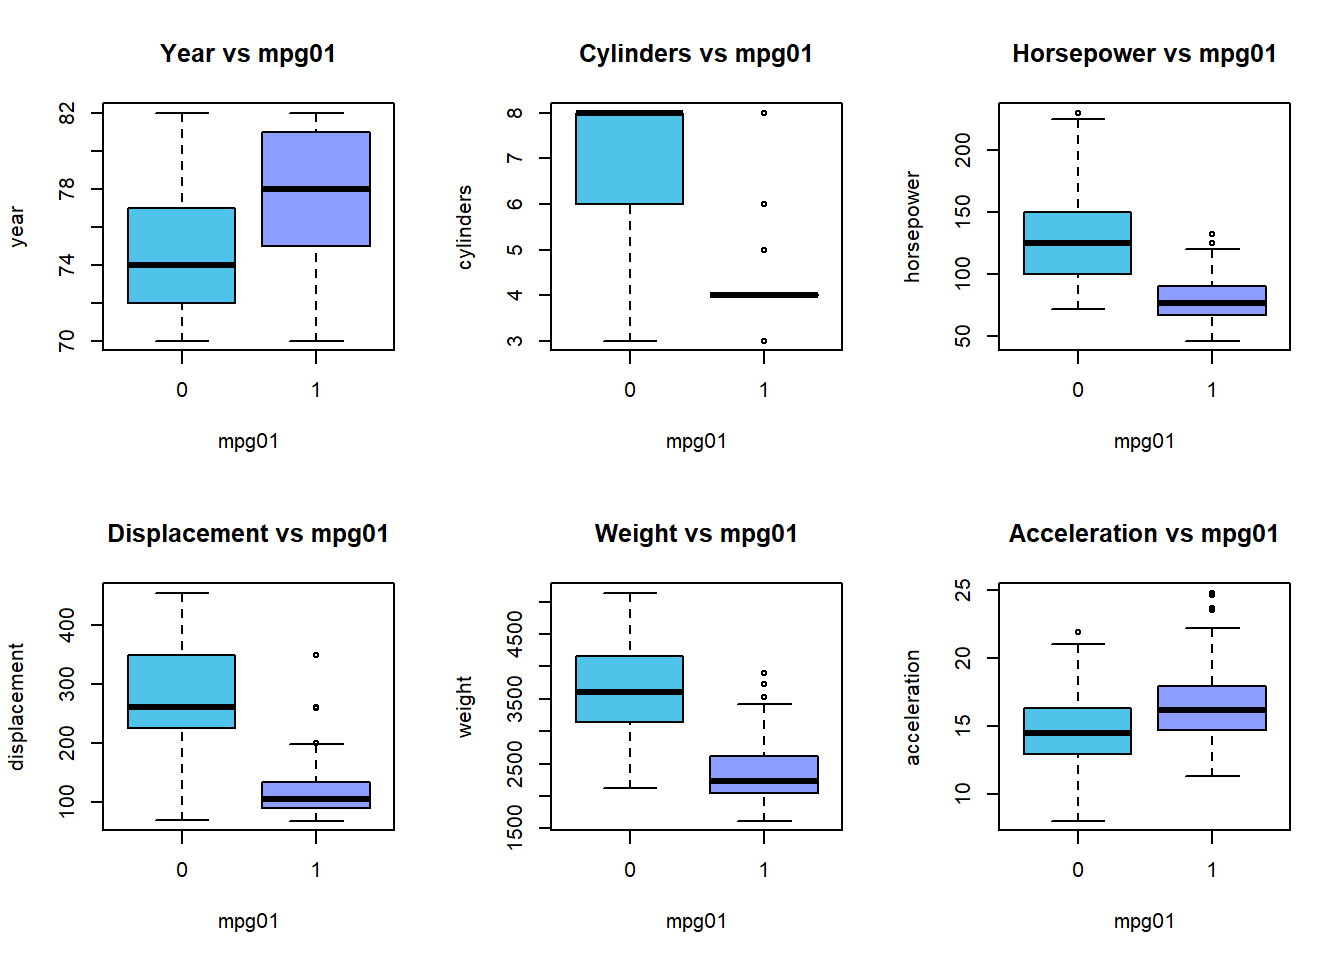 Year vs mpg01
82
78
74
70
year
0 1
mpg01
Cylinders vs mpg01
8
7
6
5
4
3
cylinders
0 1
mpg01
Horsepower vs mpg01
200
150
100
50
horsepower
0 1
mpg01
Displacement vs mpg01
400
300
200
100
displacement
0 1
mpg01
Weight vs mpg01
4500
3500
2500
1500
weight
0 1
mpg01
Acceleration vs mpg01
25
20
15
10
acceleration
0 1
mpg01